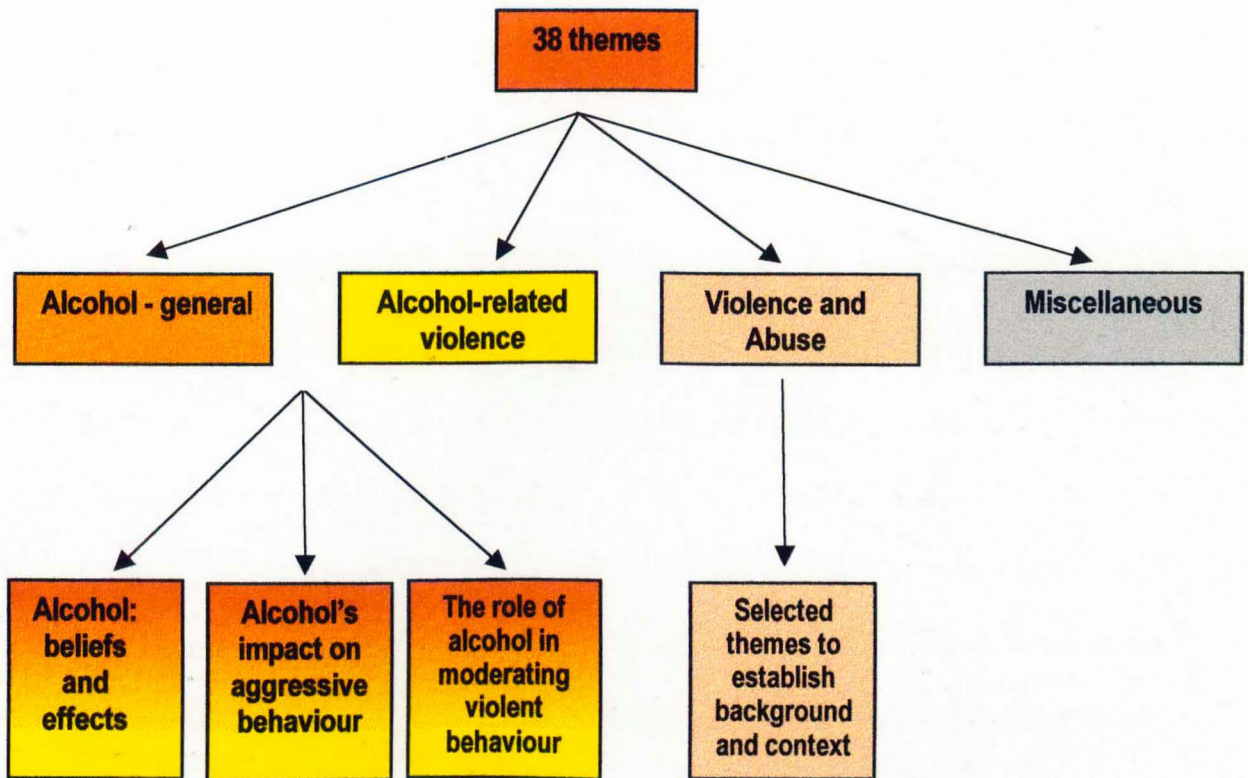 38 themes
Alcohol - general
Alcohol-related
violence
Violence and
Abuse
Miscellaneous
Alcohol:
beliefs
and
effects
Alcohol's
impact on
aggressive
behaviour
The role of
alcohol in
moderating
violent
behaviour
Selected
themes to
establish
background
and context